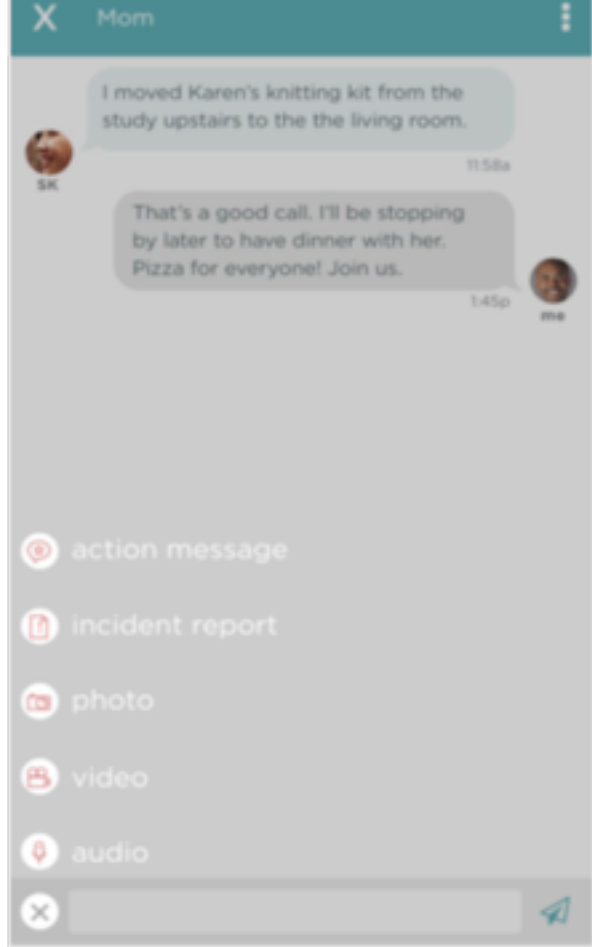 X Mom
I moved Karen's knitting kit from the
study upstairs to the the living room.
SK
11:58a
That's a good call. I'll be stopping
by later to have dinner with her.
Pizza for everyone! Join us.
1:45p
me
action message
incident report
photo
video
audio